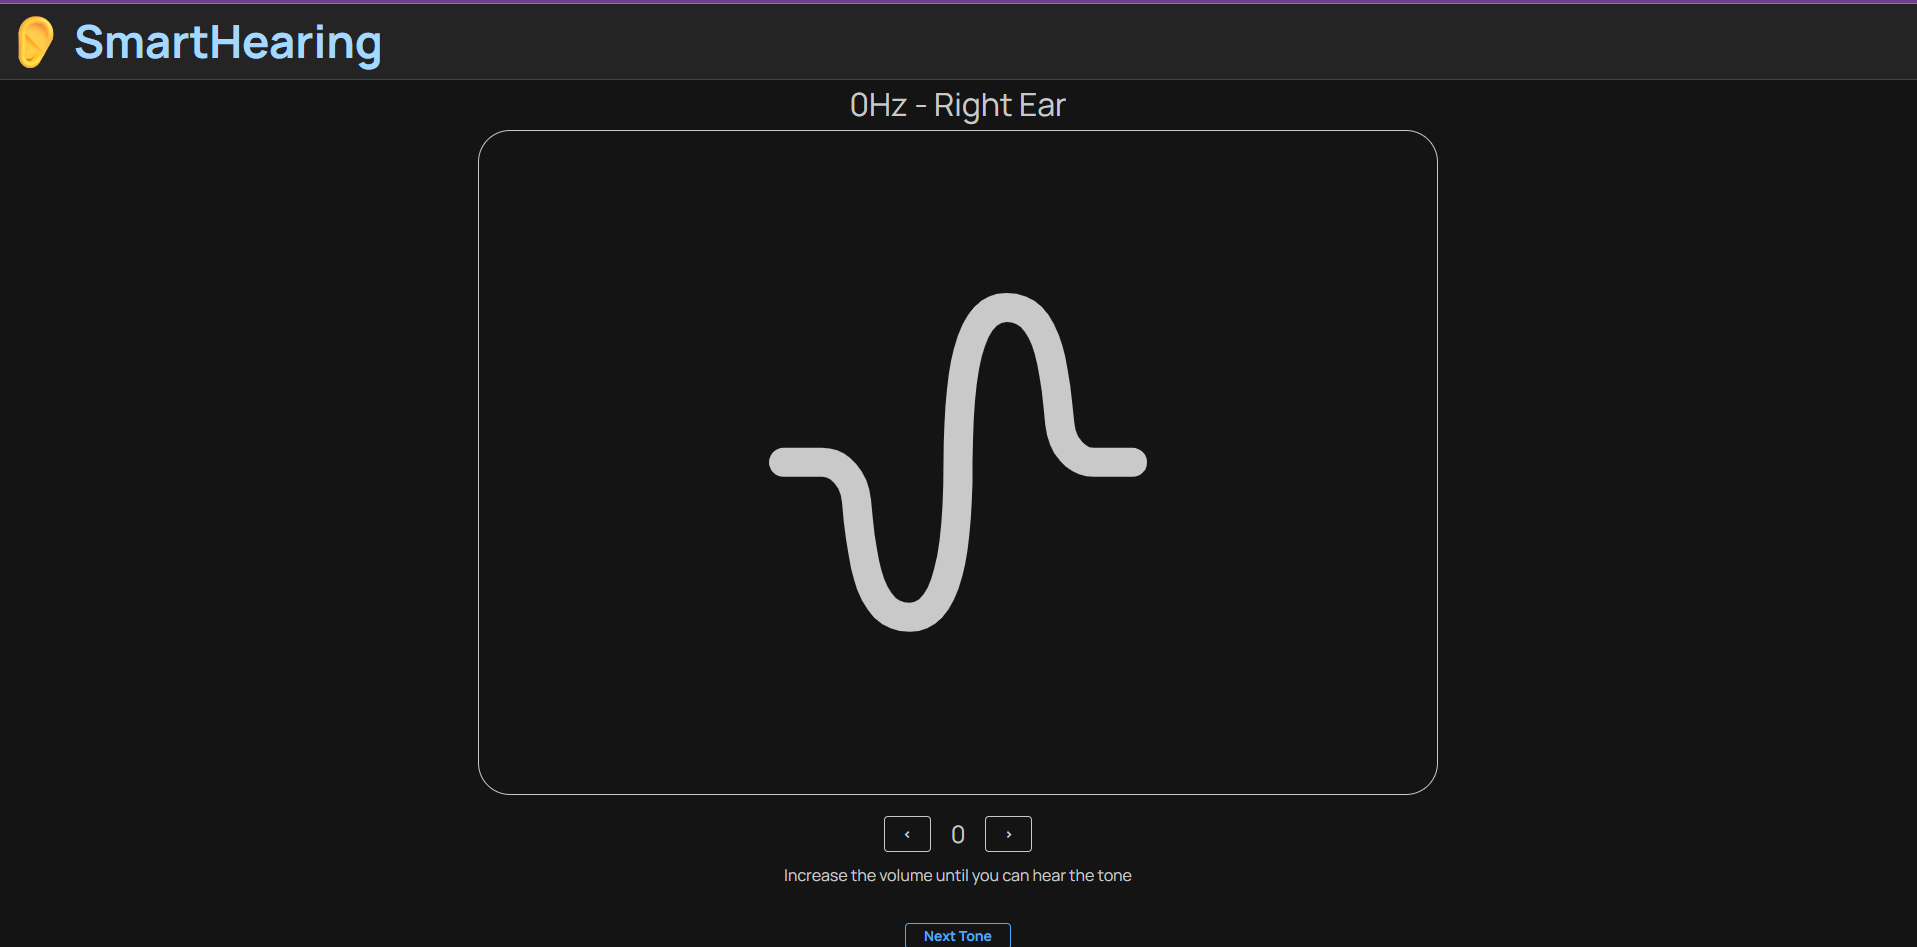 SmartHearing
0Hz - Right Ear
‹ 0 ›
Increase the volume until you can hear the tone
Next Tone